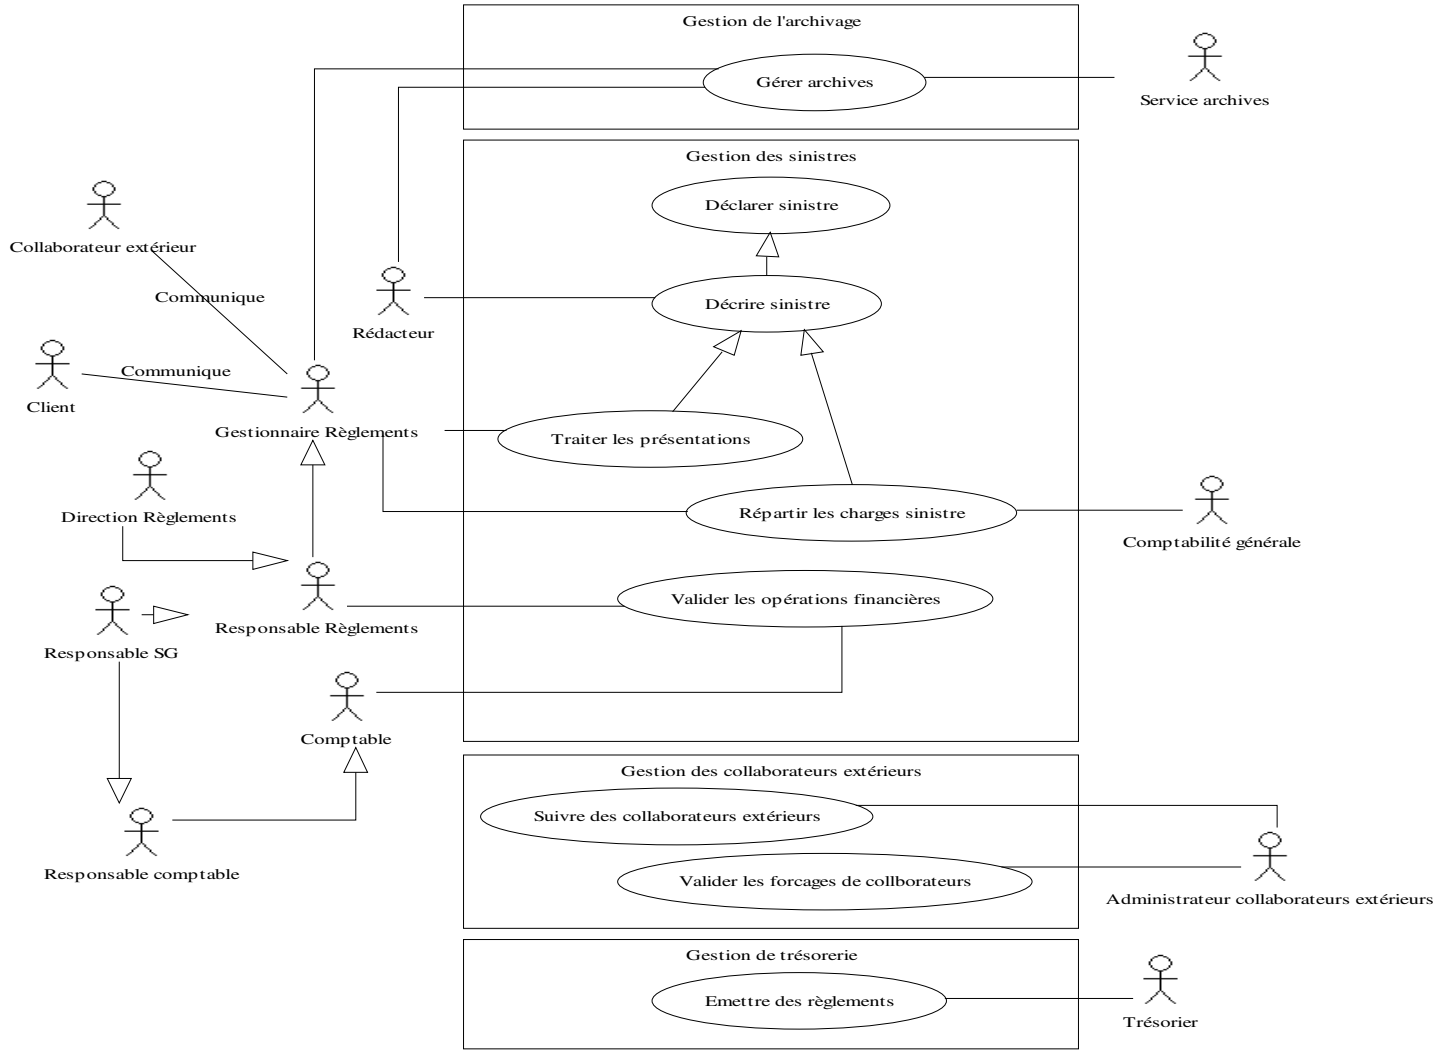 Gestion de l'archivage
Gérer archives
Service archives
Gestion des sinistres
Déclarer sinistre
Collaborateur extérieur
Communique
Décrire sinistre
Rédacteur
Communique
Client
Gestionnaire Règlements
Traiter les présentations
Direction Règlements
Répartir les charges sinistre
Comptabilité générale
Valider les opérations financières
Responsable Règlements
Responsable SG
Comptable
Gestion des collaborateurs extérieurs
Suivre des collaborateurs extérieurs
Responsable comptable
Valider les forcages de collborateurs
Administrateur collaborateurs extérieurs
Gestion de trésorerie
Emettre des règlements
Trésorier